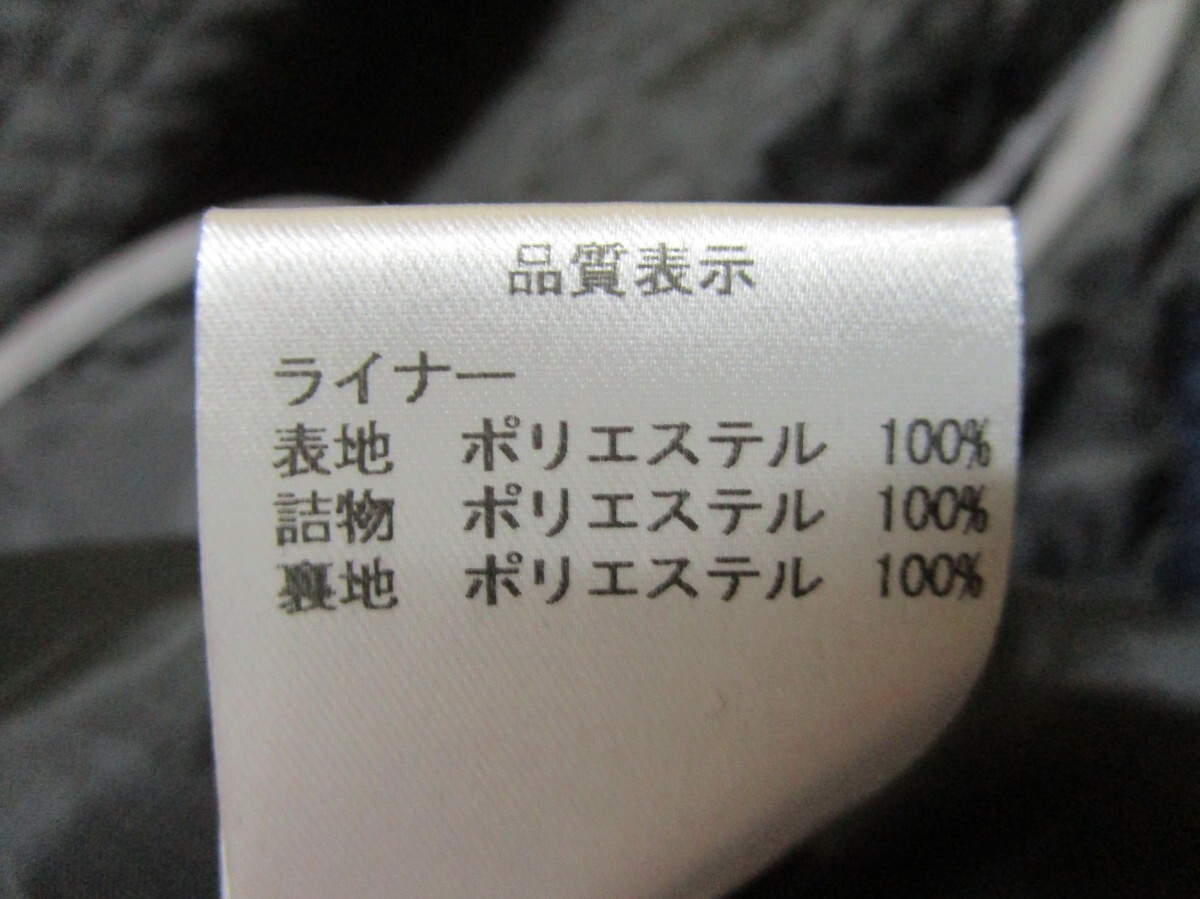 品質表示
ライナー
表地 ポリエステル 100%
詰物 ポリエステル 100%
裏地 ポリエステル 100%